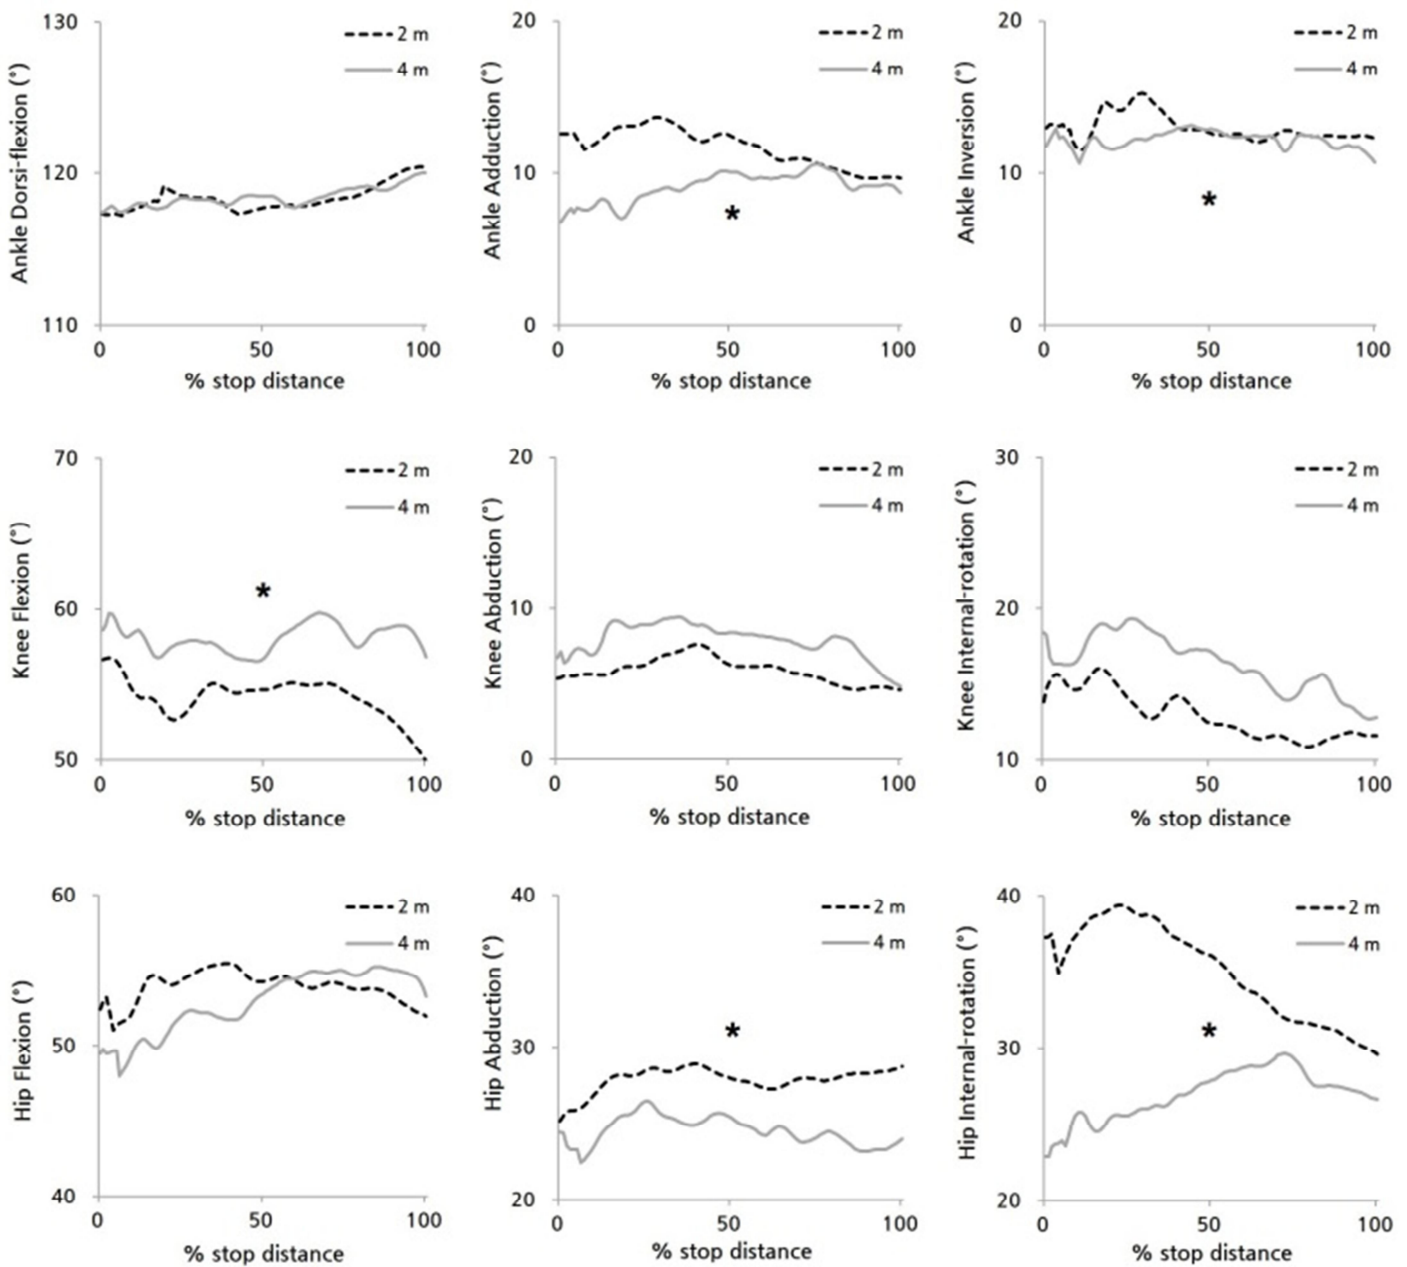 130
120
110
Ankle Dorsi-flexion (°)
2 m
4 m
0 50 100
% stop distance
20
10
0
Ankle Adduction (°)
2 m
4 m
*
0 50 100
% stop distance
20
10
0
Ankle Inversion (°)
2 m
4 m
*
0 50 100
% stop distance
70
60
50
Knee Flexion (°)
2 m
4 m
*
0 50 100
% stop distance
20
10
0
Knee Abduction (°)
2 m
4 m
0 50 100
% stop distance
30
20
10
Knee Internal-rotation (°)
2 m
4 m
0 50 100
% stop distance
60
50
40
Hip Flexion (°)
2 m
4 m
0 50 100
% stop distance
40
30
20
Hip Abduction (°)
2 m
4 m
*
0 50 100
% stop distance
40
30
20
Hip Internal-rotation (°)
2 m
4 m
*
0 50 100
% stop distance